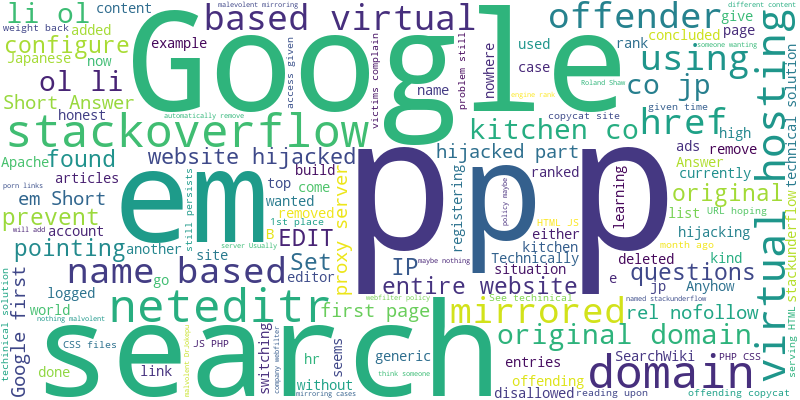 malevolent mirroring
different content
li ol
content
based virtual
offender
weight back
added
Google
used
rank
concluded
give
page
someone wanting
configure
example
access given
victims complain
problem still
nowhere
using
Japanese
now
case
Roland Sham
ol li
name
engine-rank
co jp
given time
Short Answer
honest
automatically remove
copycat site
virtual hosting
technical solution
stackoverflow
kitchen co
href
high
Apache
found
website hijacked
hijacked part
ads
remove
articles
build
em
p p p
ranked
learning
Answer
currently
porn links
em Short
top
come
proxy server
registering
policy maybe
original
still persists
wanted
removed
list
URL hoping
prevent
will add
account
1st place
HTML JS
hijacking
month ago
B
either
pointing
another
server Usually
EDIT
kitchen
deleted
kind
site
editor
Set
IP
Technically
situation
questions
name based
go
entire website
maybe nothing
e
jp
Anyhow
techinical solution
Google first
logged
webfilter policy
See techinical
named stackunderflow
world
neteditr
first page
mirrored
rel nofollow
serving HTML
stackunderflow
nothing malvolent
search
malvolent Drzokopu
JS PHP
company webfilter
switching
hr
seems
original domain
CSS files
generic
entries
SearchWiki
PHP CSS
done
link
without
think someone
offending
domain
mirroring cases
disallowed
reading upon
offending copycat